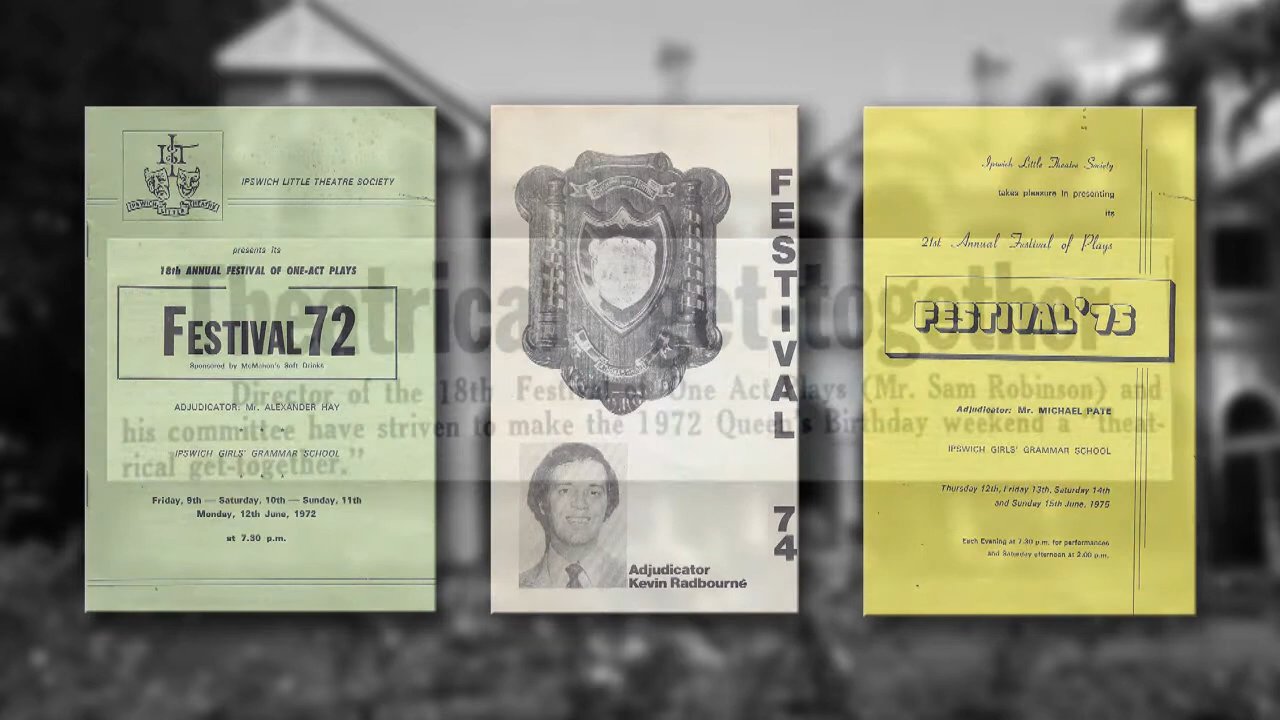 I L T S
IPSWICH LITTLE THEATRE
IPSWICH LITTLE THEATRE SOCIETY
presents its
18th ANNUAL FESTIVAL OF ONE-ACT PLAYS
FESTIVAL 72
Sponsored by McMahon's Soft Drinks
ADJUDICATOR: Mr. ALEXANDER HAY
IPSWICH GIRLS' GRAMMAR SCHOOL
Friday, 9th — Saturday, 10th — Sunday, 11th
Monday, 12th June, 1972
at 7.30 p.m.
FESTIVAL
74
Adjudicator
Kevin Radbourné
Ipswich Little Theatre Society
takes pleasure in presenting
its
21st Annual Festival of Plays
FESTIVAL '75
Adjudicator: Mr. MICHAEL PATE
IPSWICH GIRLS' GRAMMAR SCHOOL
Thursday 12th, Friday 13th, Saturday 14th
and Sunday 15th June, 1975
Each Evening at 7.30 p.m. for performances
and Saturday afternoon at 2.00 p.m.
Theatrical get-together
Director of the 18th Festival of One Act Plays (Mr. Sam Robinson) and
his committee have striven to make the 1972 Queen's Birthday weekend a "theat-
rical get-together."